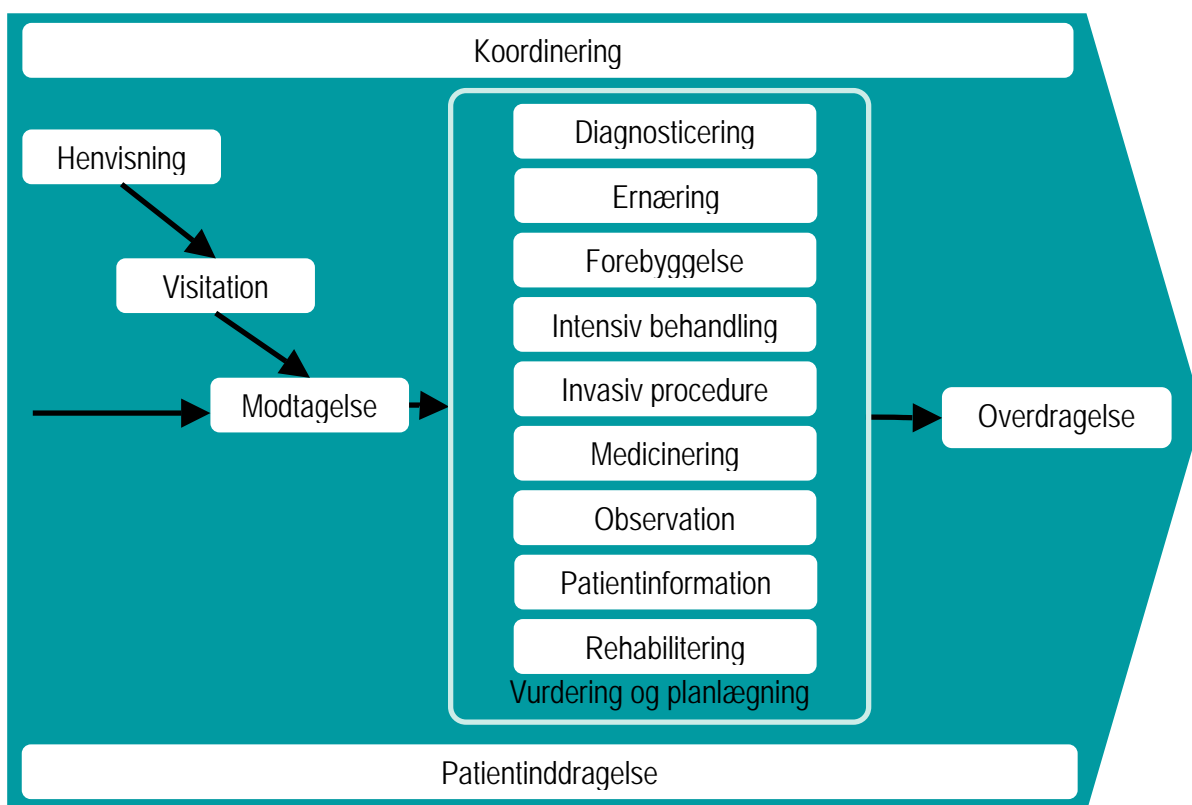 Koordinering
Henvisning
Visitation
Modtagelse
Diagnosticering
Ernæring
Forebyggelse
Intensiv behandling
Invasiv procedure
Medicinering
Observation
Patientinformation
Rehabilitering
Vurdering og planlægning
Overdragelse
Patientinddragelse